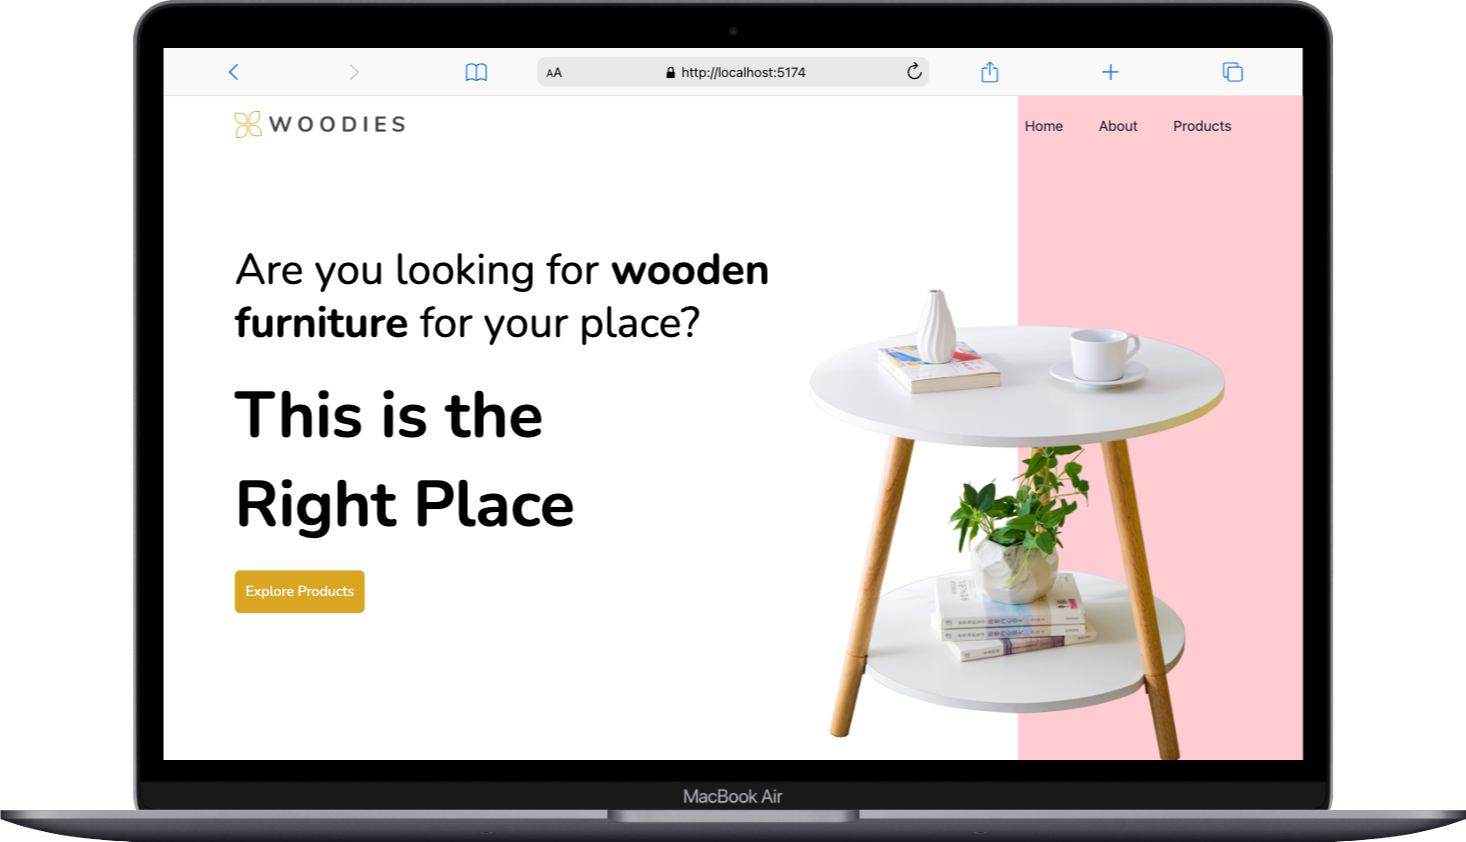 AA http://localhost:5174
WOODIES
Home About Products
Are you looking for wooden
furniture for your place?
This is the
Right Place
Explore Products
MacBook Air